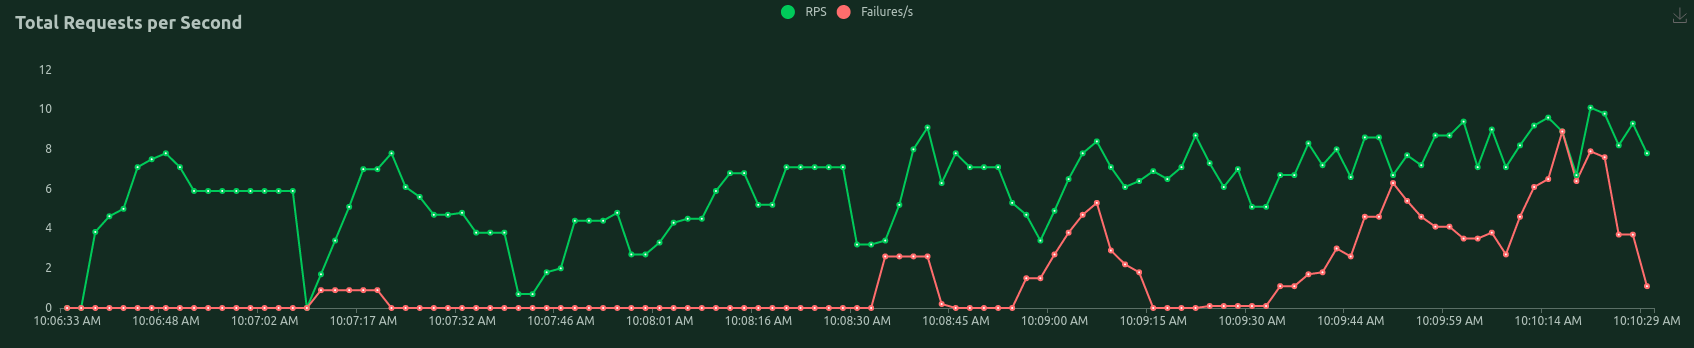 Total Requests per Second
RPS Failures/s
12
10
8
6
4
2
0
10:06:33 AM 10:06:48 AM 10:07:02 AM 10:07:17 AM 10:07:32 AM 10:07:46 AM 10:08:01 AM 10:08:16 AM 10:08:30 AM 10:08:45 AM 10:09:00 AM 10:09:15 AM 10:09:30 AM 10:09:44 AM 10:09:59 AM 10:10:14 AM 10:10:29 AM